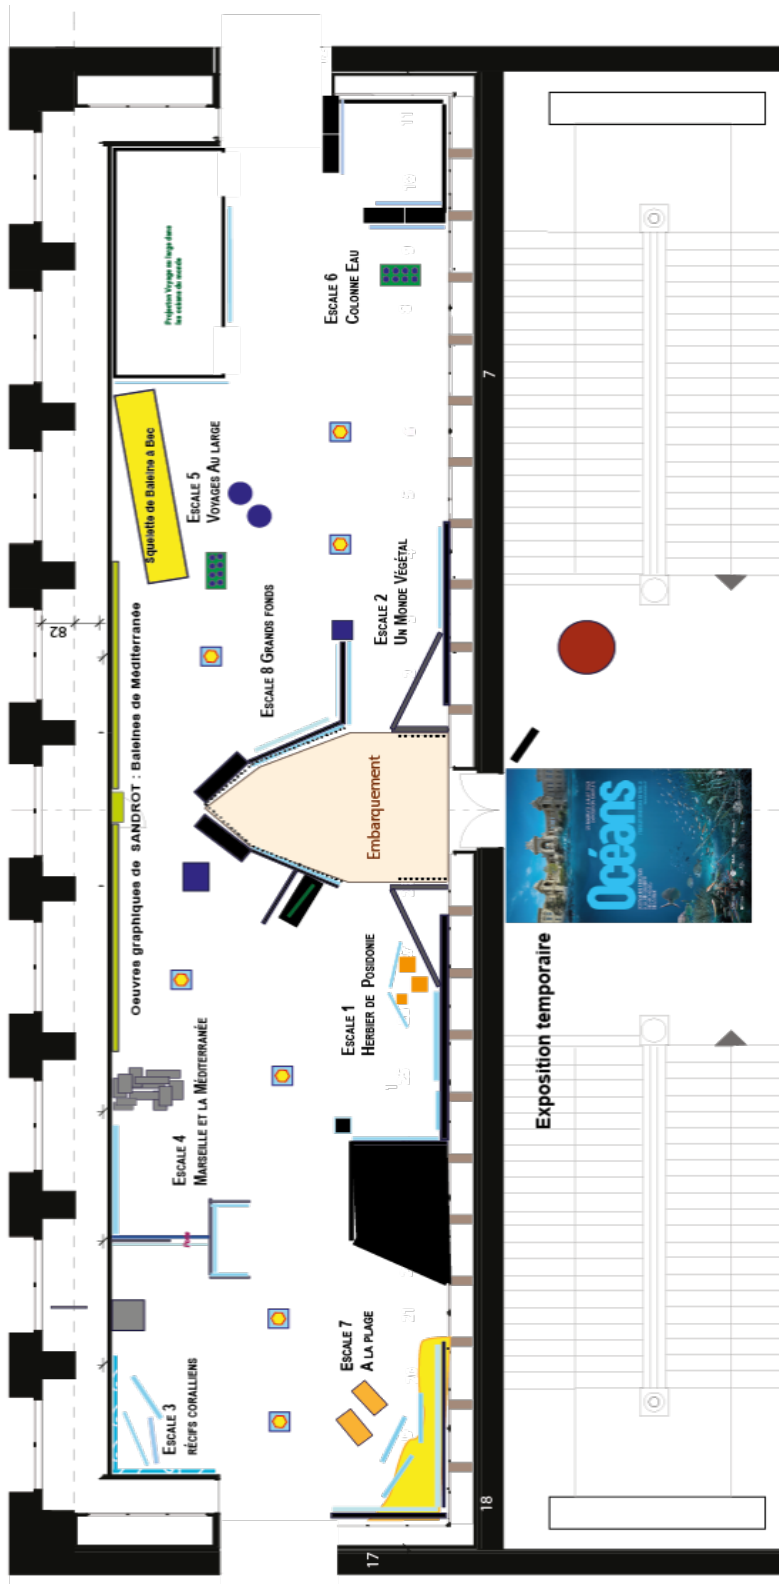 Projection Voyage au large dans
les océans du monde
ESCALE 6
COLONNE EAU
Squelette de Baleine à Bec
ESCALE 5
VOYAGES AU LARGE
7
ESCALE 2
UN MONDE VÉGÉTAL
82
ESCALE 8 GRANDS FONDS
Oeuvres graphiques de SANDROT : Baleines de Méditerranée
Embarquement
Océans
ESCALE 1
HERBIER DE POSIDONIE
Exposition temporaire
ESCALE 4
MARSEILLE ET LA MÉDITERRANÉE
ESCALE 7
A LA PLAGE
ESCALE 3
RÉCIFS CORALLIENS
18
17